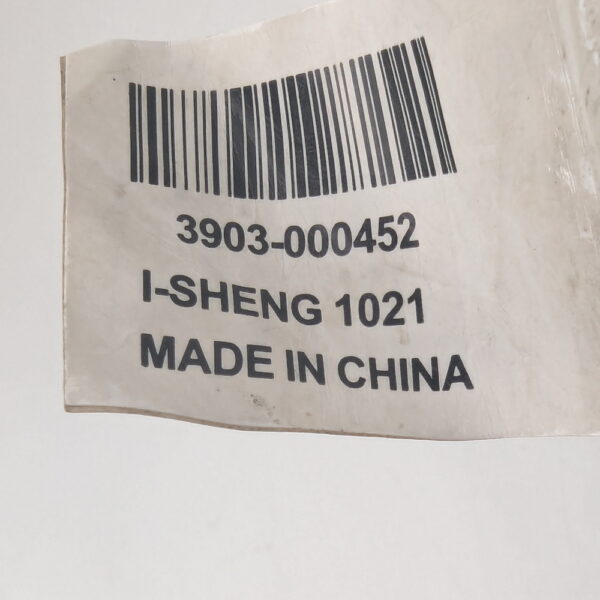 3903-000452
I-SHENG 1021
MADE IN CHINA